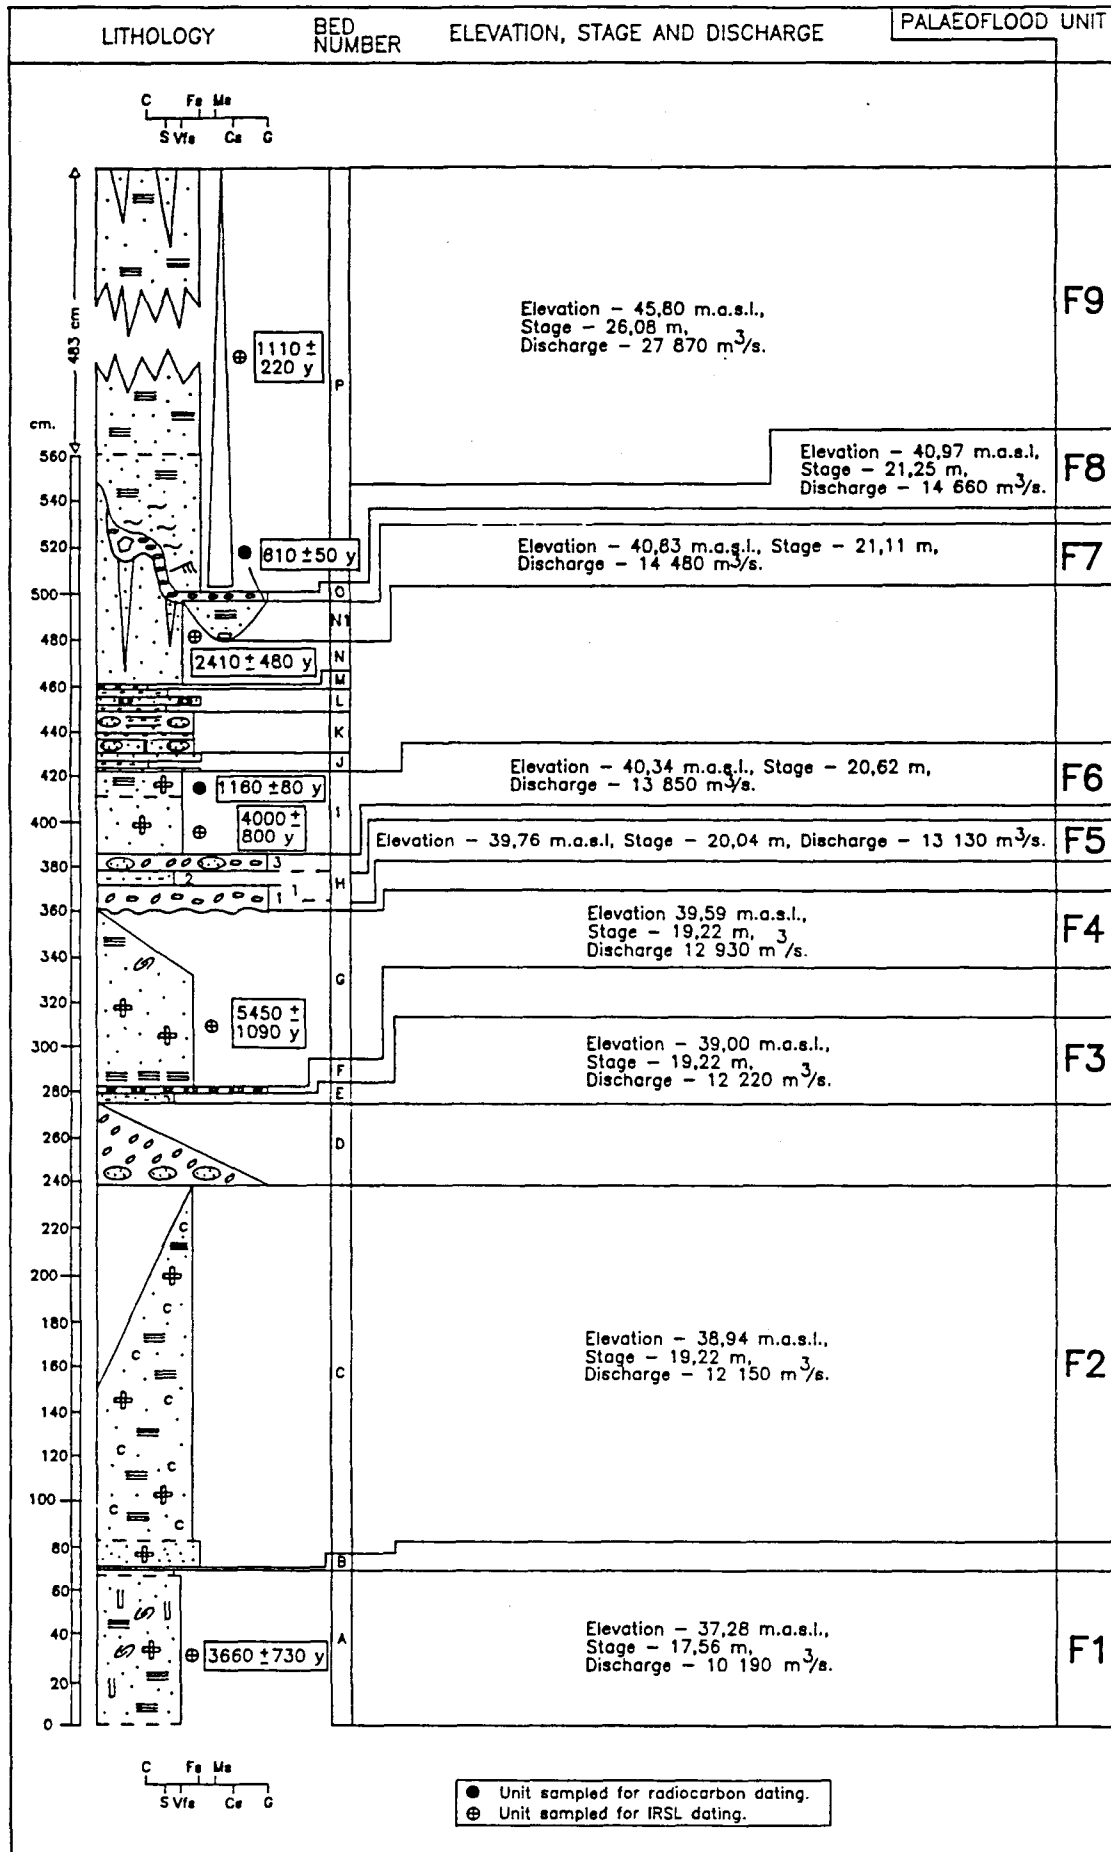 LITHOLOGY
BED
NUMBER
ELEVATION, STAGE AND DISCHARGE
PALAEOFLOOD UNIT
C Fs Ms
S Vfs Cs G
483 cm
cm.
1110 ±
220 y
P
Elevation – 45,80 m.a.s.l.,
Stage – 26,08 m,
Discharge – 27 870 m³/s.
F9
560
540
520
500
480
460
440
420
400
380
360
340
320
300
280
260
240
220
200
180
160
140
120
100
80
60
40
20
0
Elevation – 40,97 m.a.s.l,
Stage – 21,25 m,
Discharge – 14 660 m³/s.
F8
610 ±50 y
O
Elevation – 40,83 m.a.s.l., Stage – 21,11 m,
Discharge – 14 480 m³/s.
F7
N1
N
2410 ± 480 y
M
L
K
J
1160 ±80 y
4000 ±
800 y
I
Elevation – 40,34 m.a.s.l., Stage – 20,62 m,
Discharge – 13 850 m³/s.
F6
3
2
1
H
Elevation – 39,76 m.a.s.l, Stage – 20,04 m, Discharge – 13 130 m³/s.
F5
Elevation 39,59 m.a.s.l.,
Stage – 19,22 m,
Discharge 12 930 m³/s.
F4
G
5450 ±
1090 y
F
E
Elevation – 39,00 m.a.s.l.,
Stage – 19,22 m,
Discharge – 12 220 m³/s.
F3
D
C
C
C
C
C
C
C
C
C
C
C
Elevation – 38,94 m.a.s.l.,
Stage – 19,22 m,
Discharge – 12 150 m³/s.
F2
B
A
3660 ±730 y
Elevation – 37,28 m.a.s.l.,
Stage – 17,56 m,
Discharge – 10 190 m³/s.
F1
C Fs Ms
S Vfs Cs G
Unit sampled for radiocarbon dating.
Unit sampled for IRSL dating.